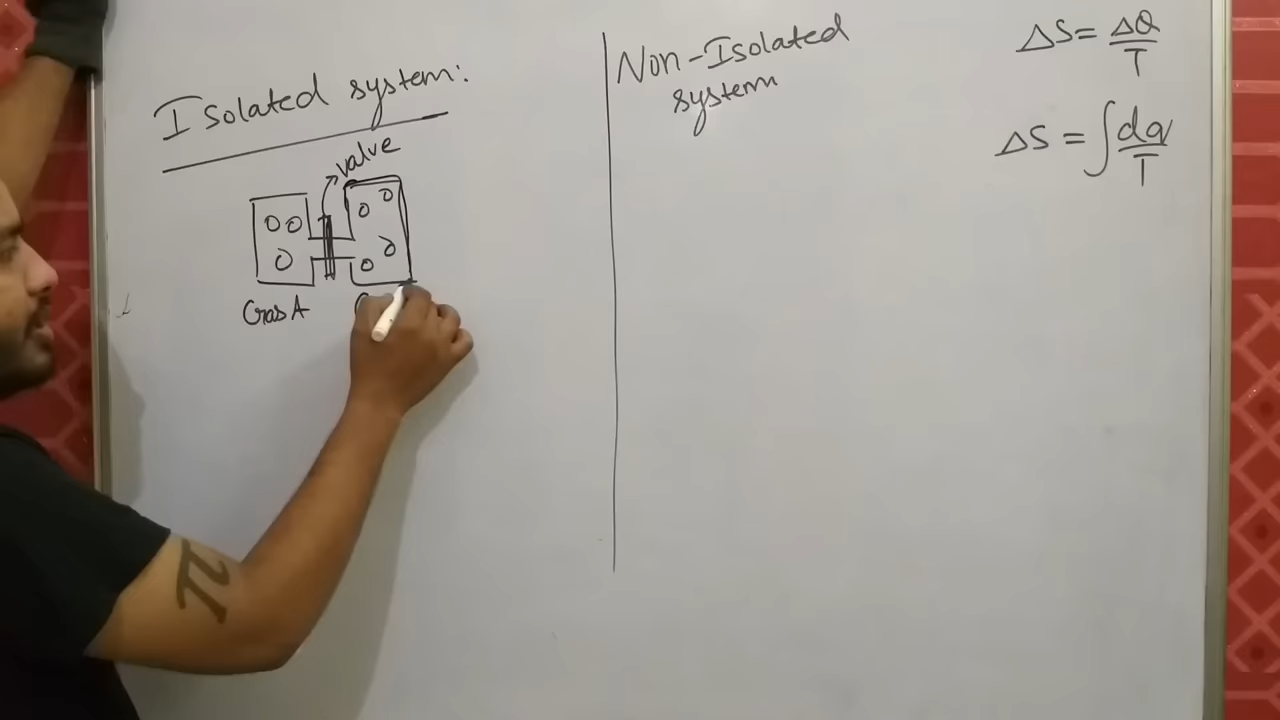 Isolated system:
valve
Gas A
Non-Isolated
system
ΔS = ΔQ/T
ΔS = ∫dq/T
π